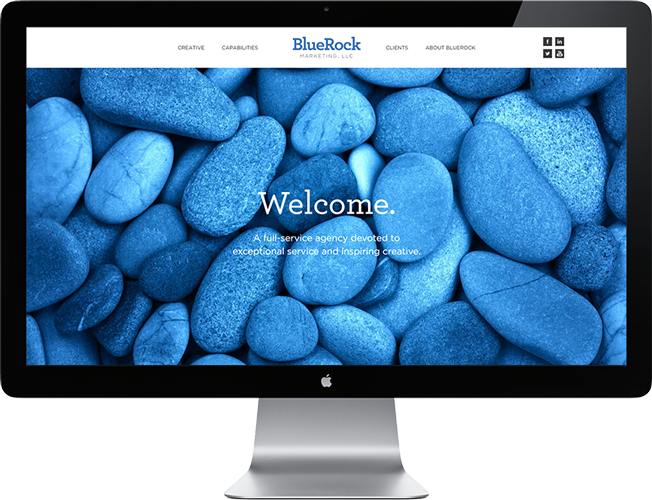 CREATIVE CAPABILITIES BlueRock CLIENTS ABOUT BLUEROCK
MARKETING, LLC
Welcome.
A full-service agency devoted to
exceptional service and inspiring creative.